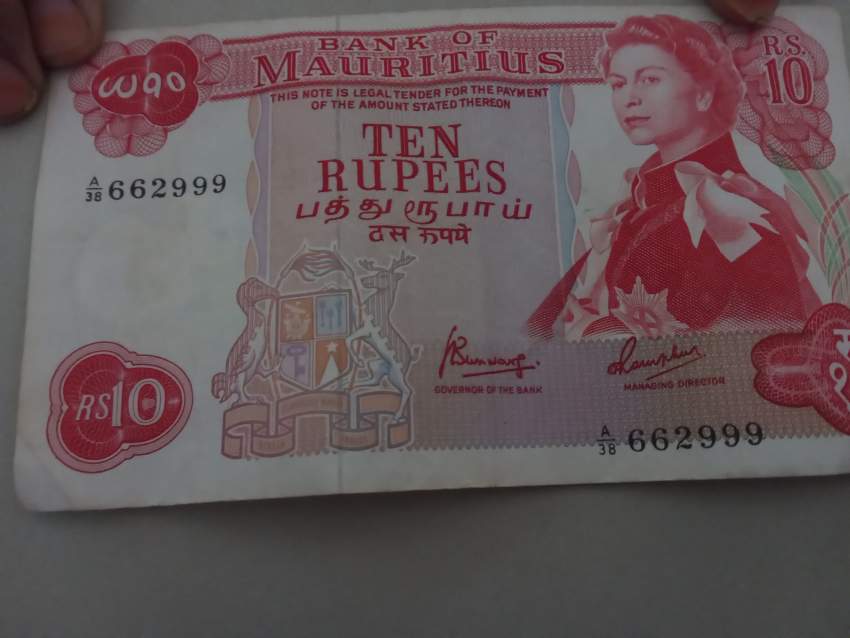 BANK OF
MAURITIUS
RS.
10
THIS NOTE IS LEGAL TENDER FOR THE PAYMENT
OF THE AMOUNT STATED THEREON
TEN
RUPEES
பத்து ரூபாய்
दस रूपये
A/38 662999
RS10
GOVERNOR OF THE BANK
MANAGING DIRECTOR
A/38 662999